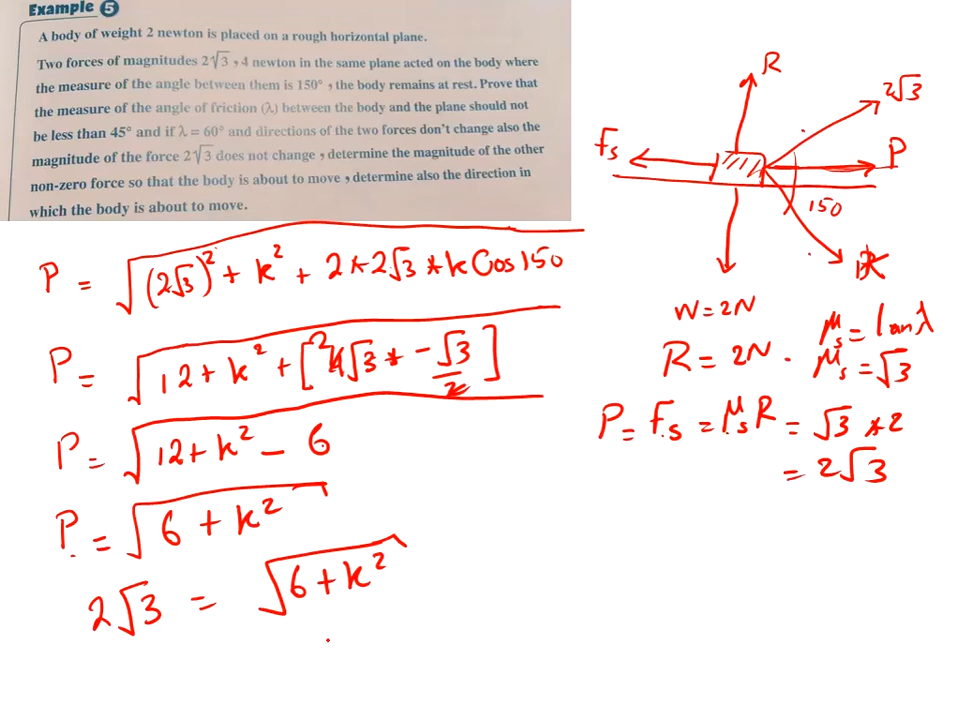 Example 5
A body of weight 2 newton is placed on a rough horizontal plane.
Two forces of magnitudes 2√3 , 4 newton in the same plane acted on the body where
the measure of the angle between them is 150° , the body remains at rest. Prove that
the measure of the angle of friction (λ) between the body and the plane should not
be less than 45° and if λ = 60° and directions of the two forces don't change also the
magnitude of the force 2√3 does not change , determine the magnitude of the other
non-zero force so that the body is about to move , determine also the direction in
which the body is about to move.
R
2√3
Fs
P
150
K
W = 2N
P = √((2√3)² + k² + 2*2√3*k Cos 150
P = √(12 + k² + [²4√3 * -√3/2]
P = √(12 + k² - 6
P = √(6 + k²
2√3 = √(6 + k²
μs = tan λ
R = 2N .
μs = √3
P = Fs = μsR = √3 * 2
= 2√3